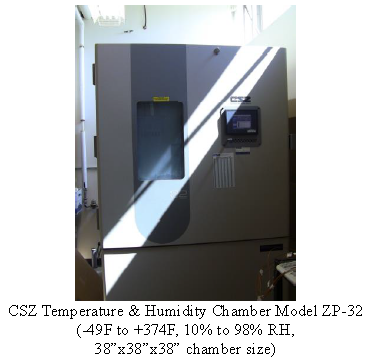 CSZ Temperature & Humidity Chamber Model ZP-32
(-49F to +374F, 10% to 98% RH,
38”x38”x38” chamber size)